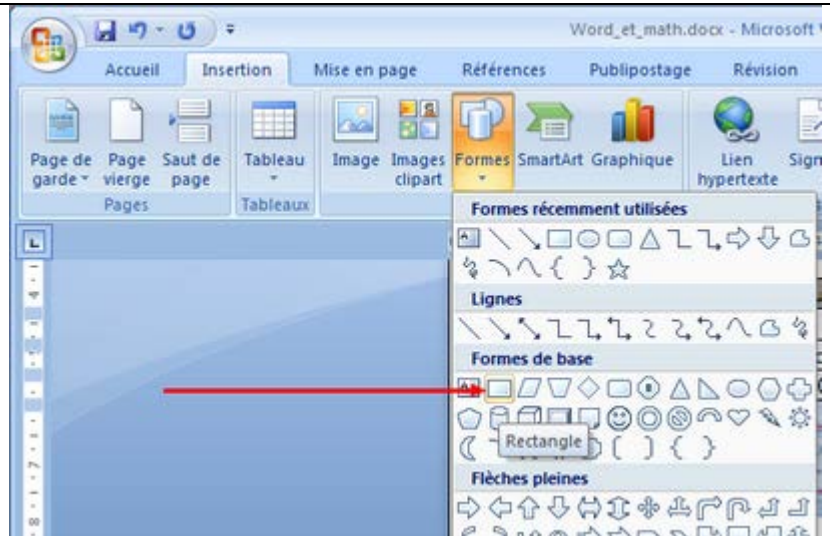 Word_et_math.docx - Microsoft
Accueil Insertion Mise en page Références Publipostage Révision
Page de garde Page vierge Saut de page Tableau Image Images clipart Formes SmartArt Graphique Lien hypertexte Sign
Pages Tableaux
Formes récemment utilisées
Lignes
Formes de base
Rectangle
Flèches pleines